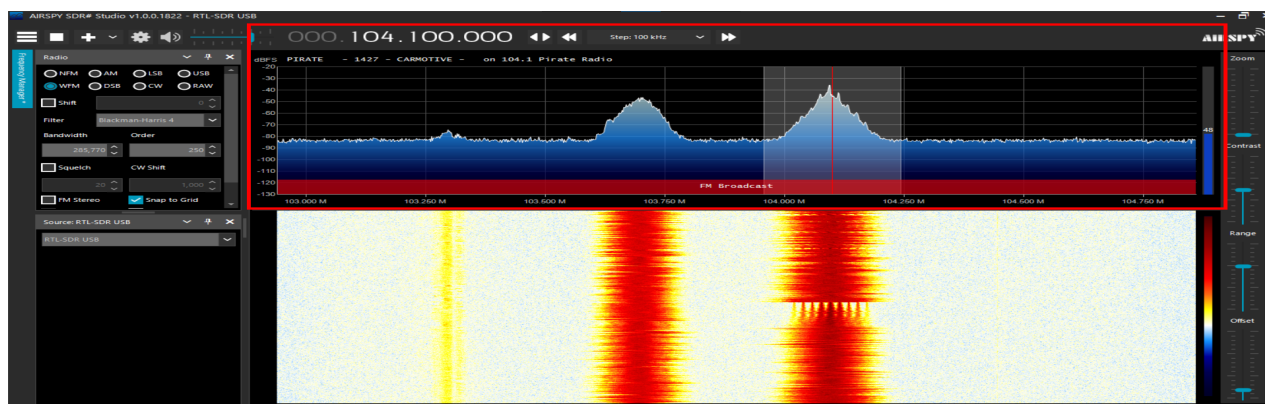 AIRSPY SDR# Studio v1.0.0.1822 - RTL-SDR USB
000.104.100.000
Step: 100 kHz
AIRSPY
Frequency Manager *
Radio
NFM AM LSB USB
WFM DSB CW RAW
Shift 0
Filter Blackman-Harris 4
Bandwidth Order
285,770 250
Squelch CW Shift
20 1,000
FM Stereo Snap to Grid
Source: RTL-SDR USB
RTL-SDR USB
dBFS PIRATE - 1427 - CARMOTIVE - on 104.1 Pirate Radio
-20
-30
-40
-50
-60
-70
-80
-90
-100
-110
-120
-130
FM Broadcast
103.000 M 103.250 M 103.500 M 103.750 M 104.000 M 104.250 M 104.500 M 104.750 M
48
Zoom
Contrast
Range
Offset